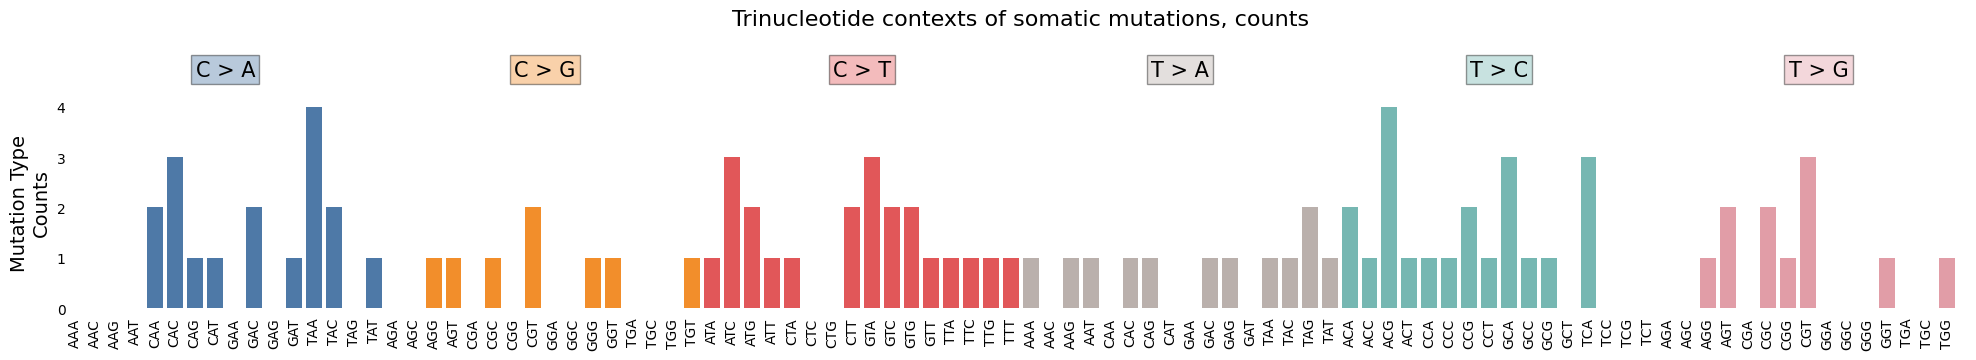 Trinucleotide contexts of somatic mutations, counts
C > A
C > G
C > T
T > A
T > C
T > G
Mutation Type
Counts
4
3
2
1
0
AAA AAC AAG AAT CAA CAC CAG CAT GAA GAC GAG GAT TAA TAC TAG TAT AGA AGC AGG AGT CGA CGC CGG CGT GGA GGC GGG GGT TGA TGC TGG TGT ATA ATC ATG ATT CTA CTC CTG CTT GTA GTC GTG GTT TTA TTC TTG TTT AAA AAC AAG AAT CAA CAC CAG CAT GAA GAC GAG GAT TAA TAC TAG TAT ACA ACC ACG ACT CCA CCC CCG CCT GCA GCC GCG GCT TCA TCC TCG TCT AGA AGC AGG AGT CGA CGC CGG CGT GGA GGC GGG GGT TGA TGC TGG